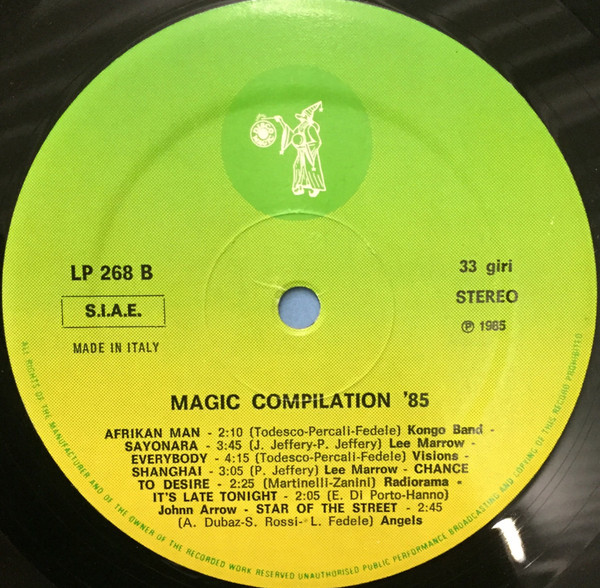 LP 268 B
S.I.A.E.
MADE IN ITALY
33 giri
STEREO
Ⓟ 1985
MAGIC COMPILATION '85
AFRIKAN MAN - 2:10 (Todesco-Percali-Fedele) Kongo Band -
SAYONARA - 3:45 (J. Jeffery-P. Jeffery) Lee Marrow -
EVERYBODY - 4:15 (Todesco-Percali-Fedele) Visions -
SHANGHAI - 3:05 (P. Jeffery) Lee Marrow - CHANCE
TO DESIRE - 2:25 (Martinelli-Zanini) Radiorama -
IT'S LATE TONIGHT - 2:05 (E. Di Porto-Hanno)
Johnn Arrow - STAR OF THE STREET - 2:45
(A. Dubaz-S. Rossi-L. Fedele) Angels
ALL RIGHTS OF THE MANUFACTURER AND OF THE OWNER OF THE RECORDED WORK RESERVED UNAUTHORISED PUBLIC PERFORMANCE BROADCASTING AND COPYING OF THIS RECORD PROHIBITED